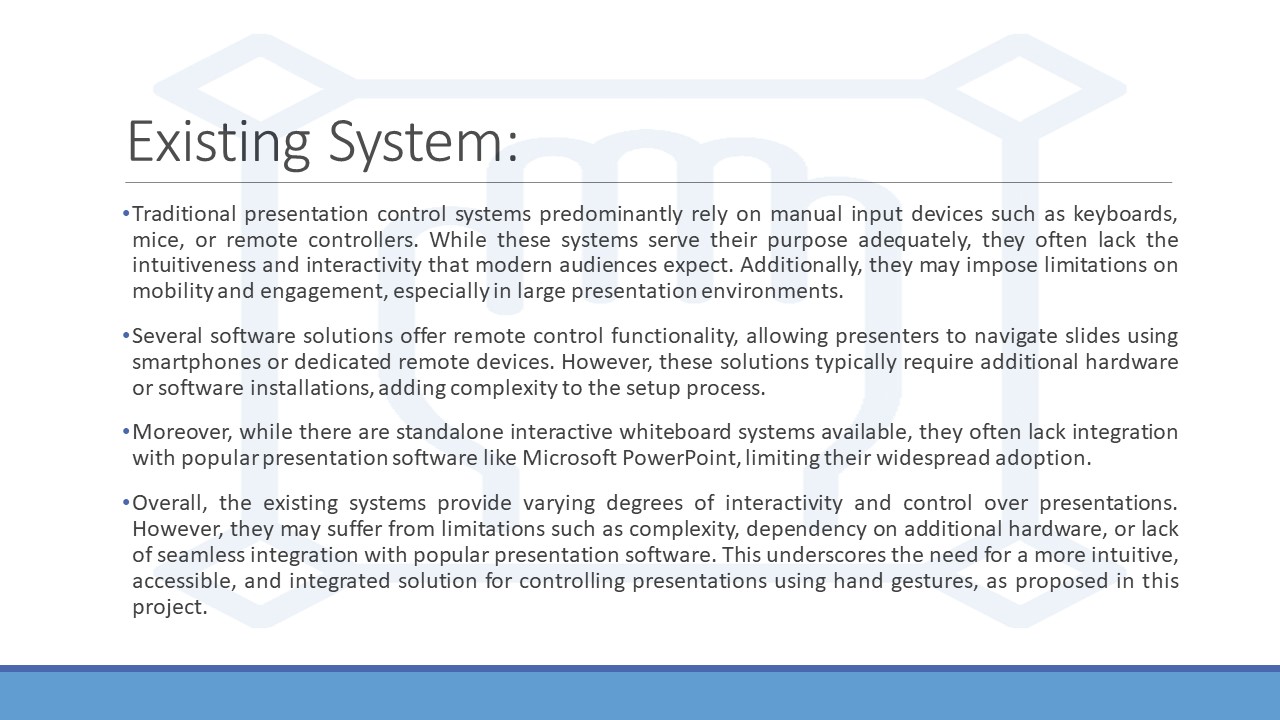 Existing System:
•Traditional presentation control systems predominantly rely on manual input devices such as keyboards,
mice, or remote controllers. While these systems serve their purpose adequately, they often lack the
intuitiveness and interactivity that modern audiences expect. Additionally, they may impose limitations on
mobility and engagement, especially in large presentation environments.
•Several software solutions offer remote control functionality, allowing presenters to navigate slides using
smartphones or dedicated remote devices. However, these solutions typically require additional hardware
or software installations, adding complexity to the setup process.
•Moreover, while there are standalone interactive whiteboard systems available, they often lack integration
with popular presentation software like Microsoft PowerPoint, limiting their widespread adoption.
•Overall, the existing systems provide varying degrees of interactivity and control over presentations.
However, they may suffer from limitations such as complexity, dependency on additional hardware, or lack
of seamless integration with popular presentation software. This underscores the need for a more intuitive,
accessible, and integrated solution for controlling presentations using hand gestures, as proposed in this
project.